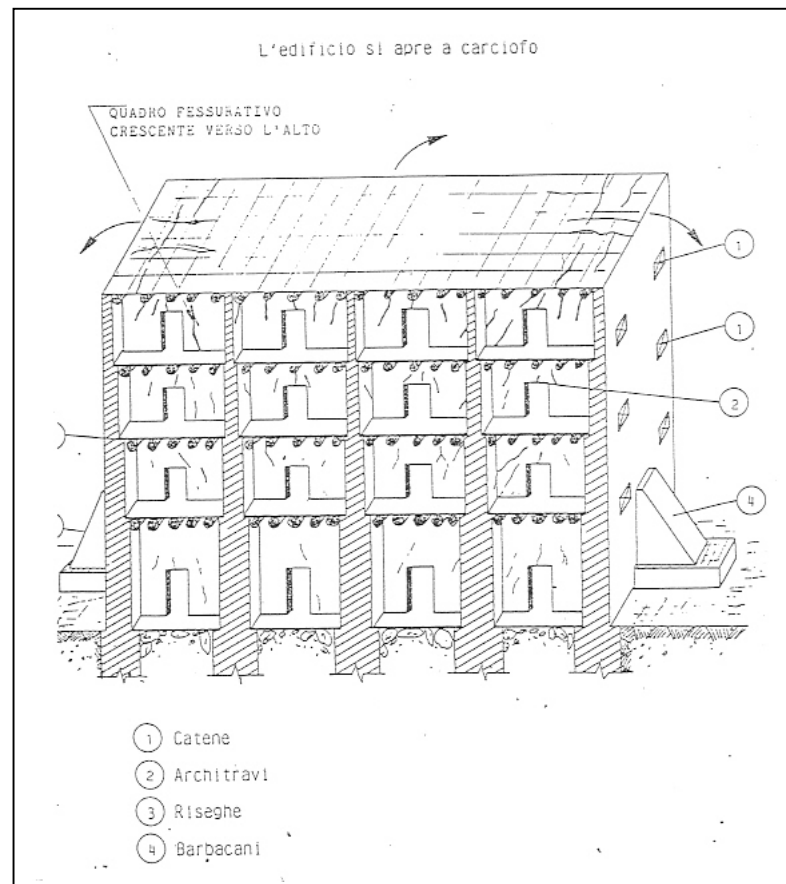 L'edificio si apre a carciofo
QUADRO FESSURATIVO
CRESCENTE VERSO L'ALTO
1
1
2
4
1 Catene
2 Architravi
3 Riseghe
4 Barbacani